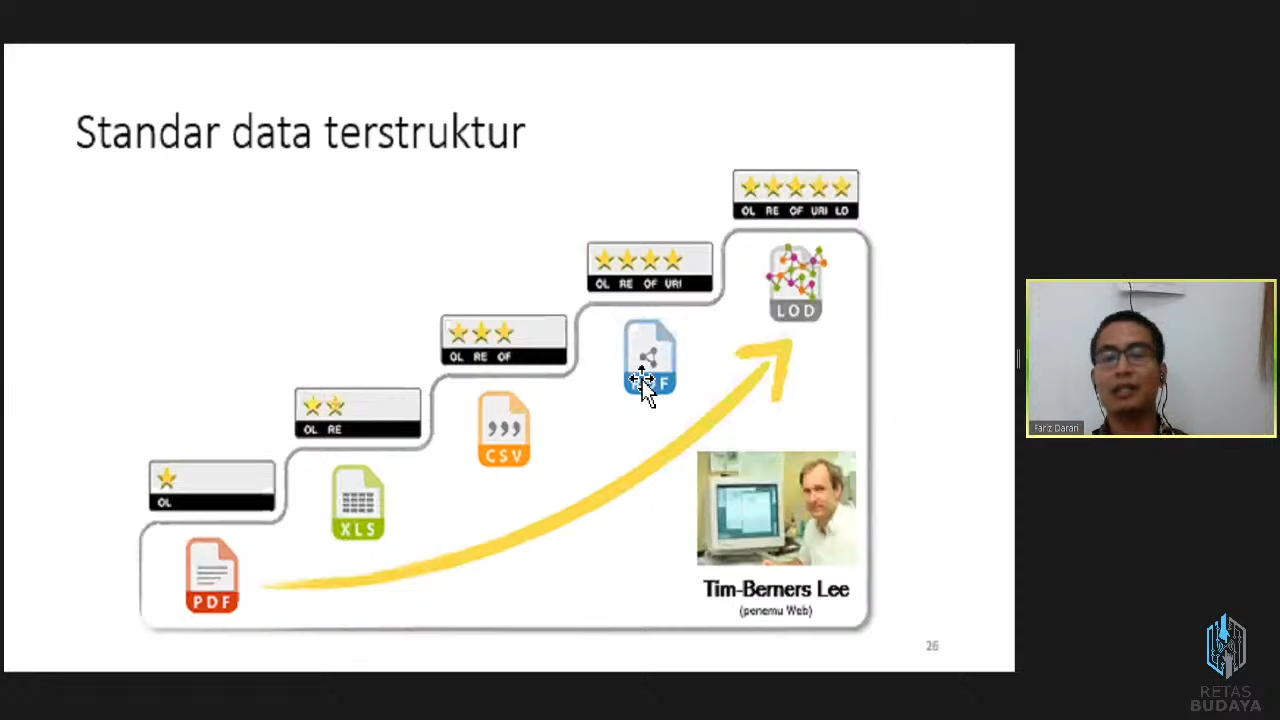 Standar data terstruktur
OL RE OF URI LO
OL RE OF URI
LOD
OL RE OF
OL RE
CSV
OL
XLS
PDF
Tim-Berners Lee
(penemu Web)
26
Fariz Darari
RETAS
BUDAYA